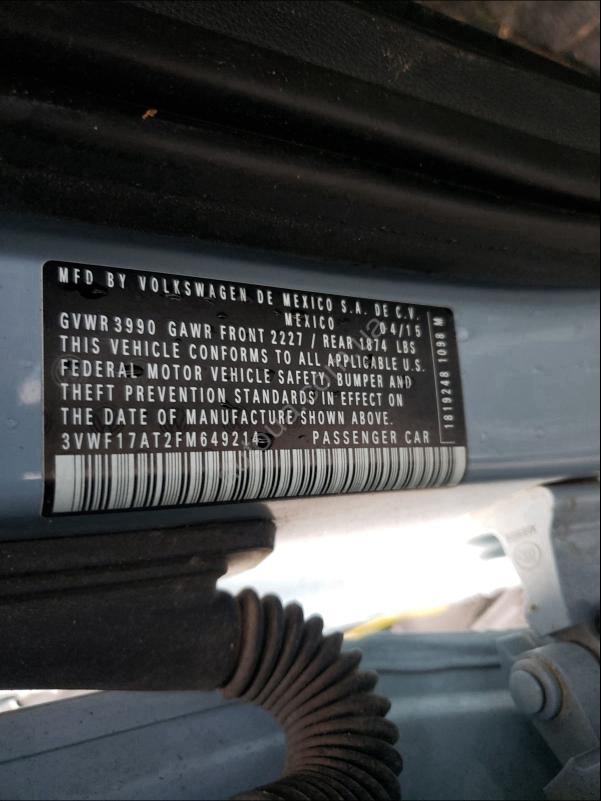 MFD BY VOLKSWAGEN DE MEXICO S.A. DE C.V.
MEXICO 04/15
GVWR 3990 GAWR FRONT 2227 / REAR 1874 LBS
THIS VEHICLE CONFORMS TO ALL APPLICABLE U.S.
FEDERAL MOTOR VEHICLE SAFETY, BUMPER AND
THEFT PREVENTION STANDARDS IN EFFECT ON
THE DATE OF MANUFACTURE SHOWN ABOVE.
3VWF17AT2FM649214 PASSENGER CAR
1819248 1098 M